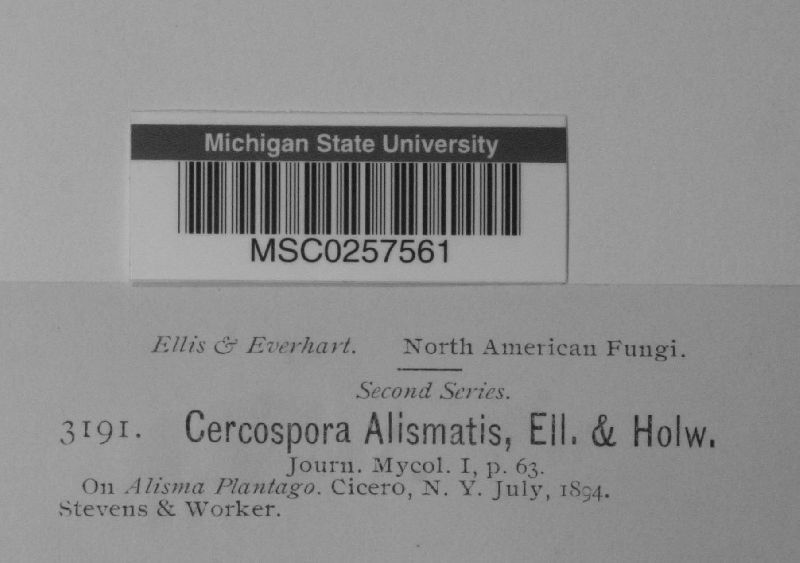 Michigan State University
MSC0257561
Ellis & Everhart. North American Fungi.
Second Series.
3191. Cercospora Alismatis, Ell. & Holw.
Journ. Mycol. I, p. 63.
On Alisma Plantago. Cicero, N. Y. July, 1894.
Stevens & Worker.